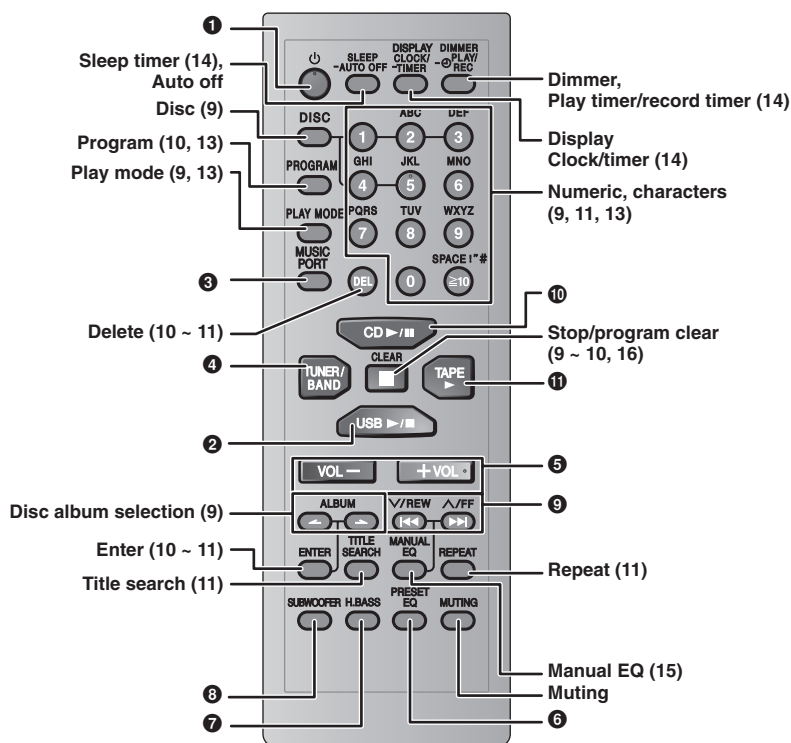 ❶
⏻
SLEEP
-AUTO OFF
DISPLAY
CLOCK/
-TIMER
DIMMER
-⏲PLAY/
REC
Sleep timer (14),
Auto off
Dimmer,
Play timer/record timer (14)
Disc (9)
DISC
ABC
DEF
1
2
3
Display
Clock/timer (14)
Program (10, 13)
PROGRAM
GHI
JKL
MNO
4
5
6
Numeric, characters
(9, 11, 13)
Play mode (9, 13)
PLAY MODE
PQRS
TUV
WXYZ
7
8
9
MUSIC
PORT
SPACE!"#
❸
DEL
0
≧10
Delete (10 ~ 11)
CD ►/❚❚
❿
CLEAR
Stop/program clear
(9 ~ 10, 16)
❹
TUNER/
BAND
■
TAPE
►
⓫
❷
USB ►/■
VOL −
+ VOL
❺
Disc album selection (9)
ALBUM
∨/REW
∧/FF
❾
Enter (10 ~ 11)
ENTER
TITLE
SEARCH
MANUAL
EQ
REPEAT
Title search (11)
Repeat (11)
SUBWOOFER
H.BASS
PRESET
EQ
MUTING
Manual EQ (15)
Muting
❽
❼
❻